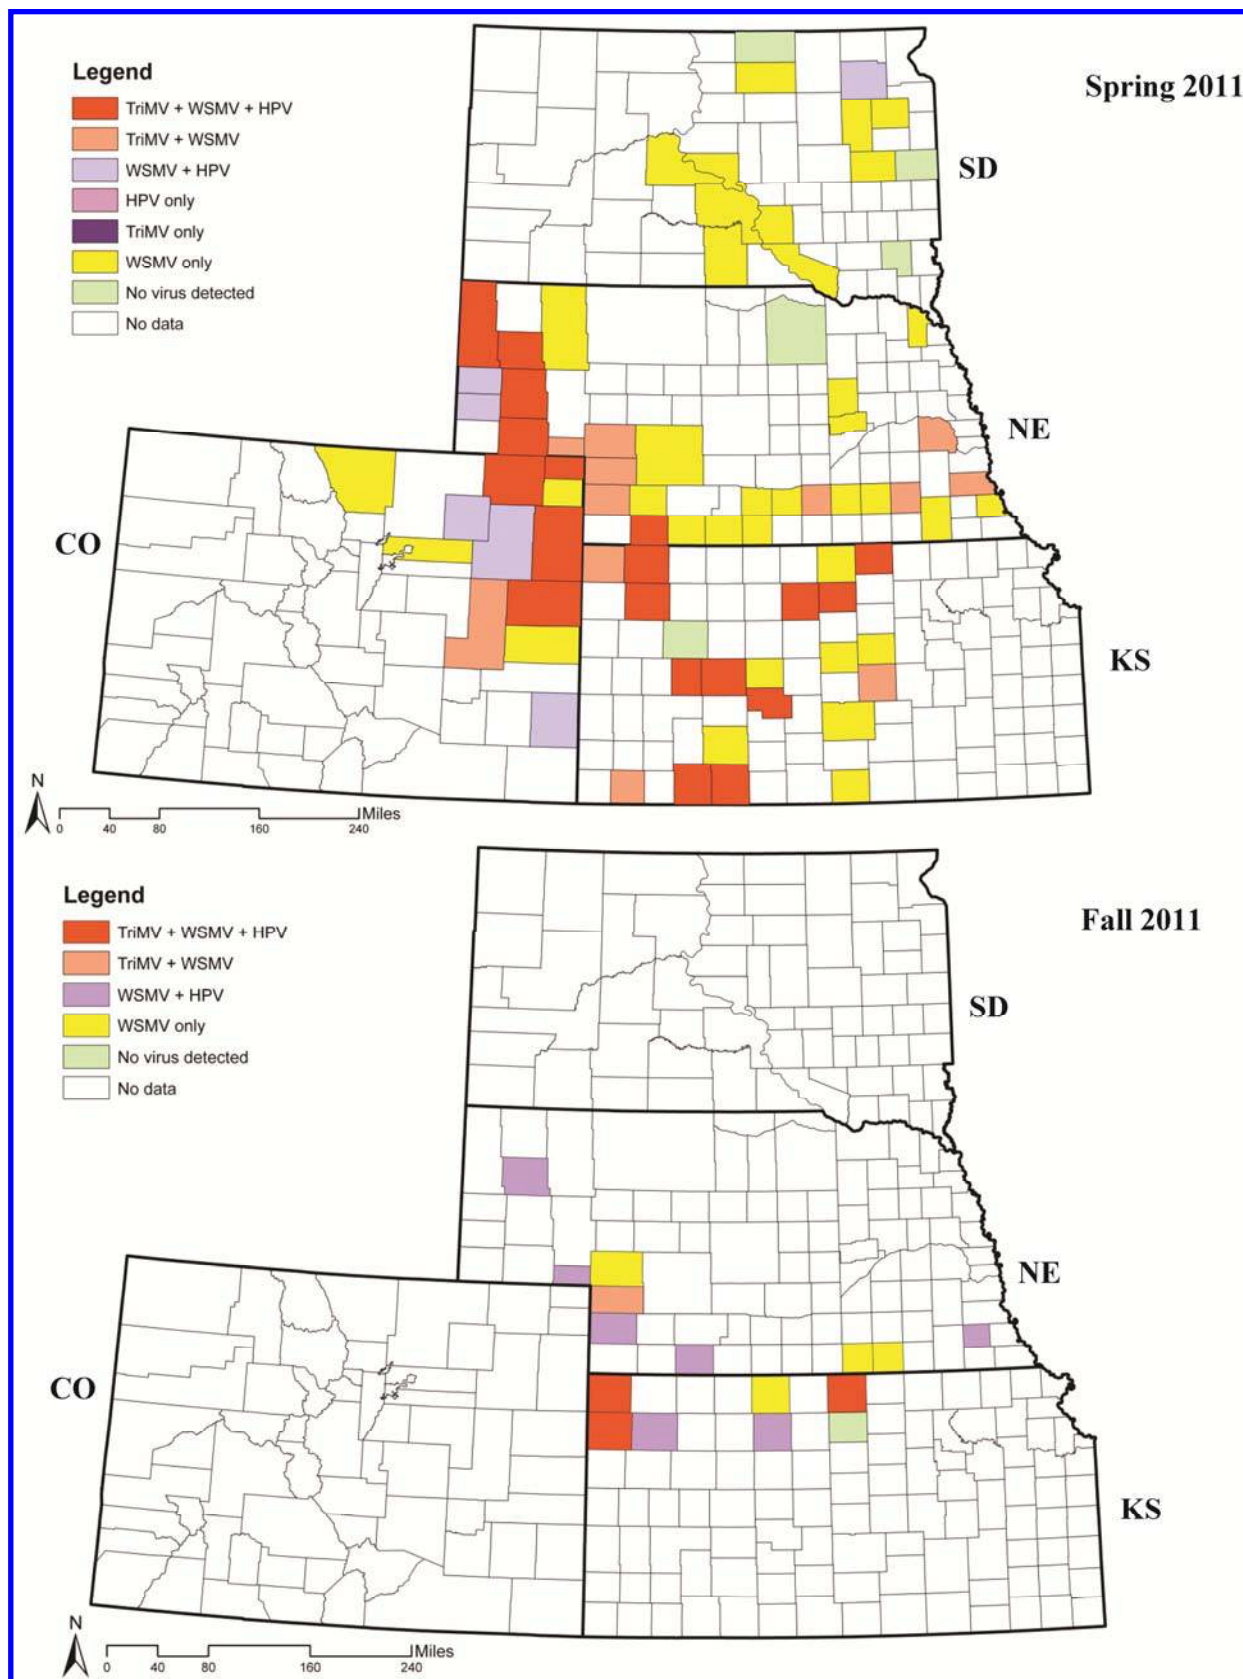 Legend
TriMV + WSMV + HPV
TriMV + WSMV
WSMV + HPV
HPV only
TriMV only
WSMV only
No virus detected
No data
Spring 2011
SD
NE
CO
KS
N
Miles
0 40 80 160 240
Legend
TriMV + WSMV + HPV
TriMV + WSMV
WSMV + HPV
WSMV only
No virus detected
No data
Fall 2011
SD
NE
CO
KS
N
Miles
0 40 80 160 240